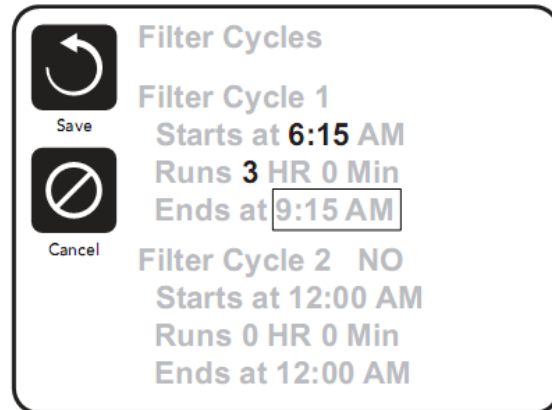 Filter Cycles
Save
Filter Cycle 1
Starts at 6:15 AM
Runs 3 HR 0 Min
Ends at 9:15 AM
Cancel
Filter Cycle 2 NO
Starts at 12:00 AM
Runs 0 HR 0 Min
Ends at 12:00 AM